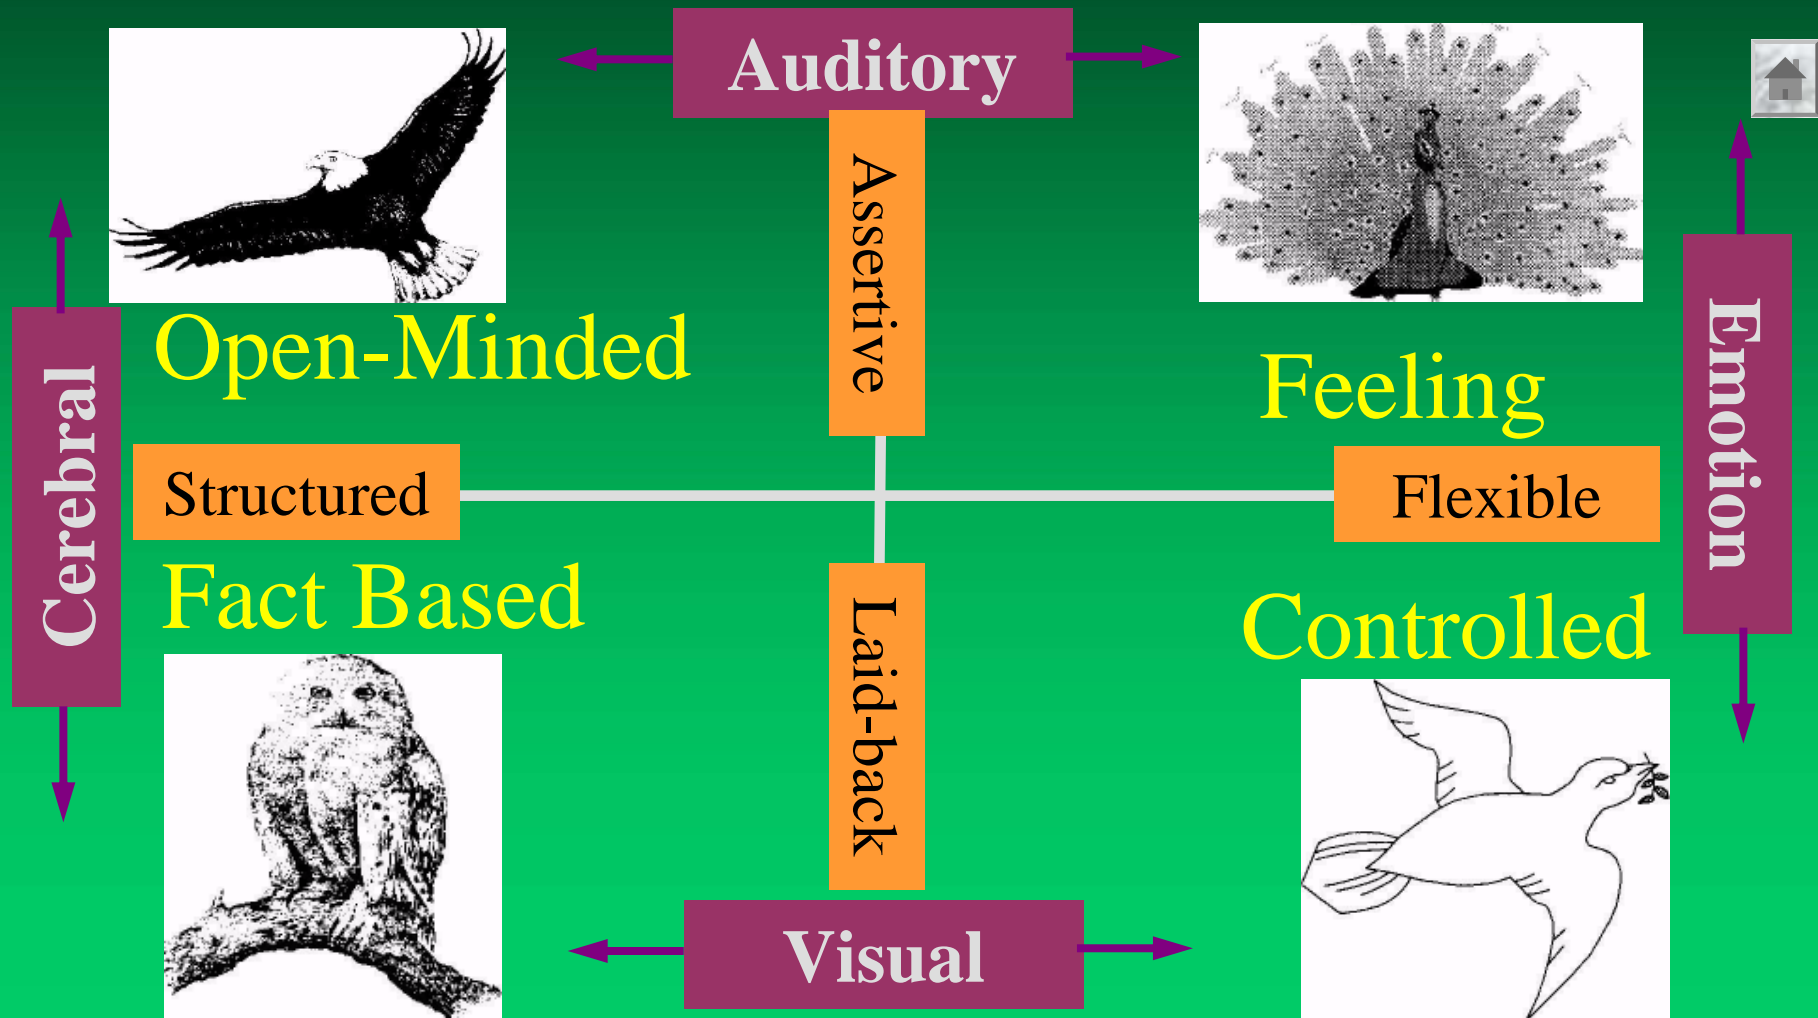 Auditory
Assertive
Open-Minded
Feeling
Cerebral
Emotion
Structured
Flexible
Fact Based
Controlled
Laid-back
Visual